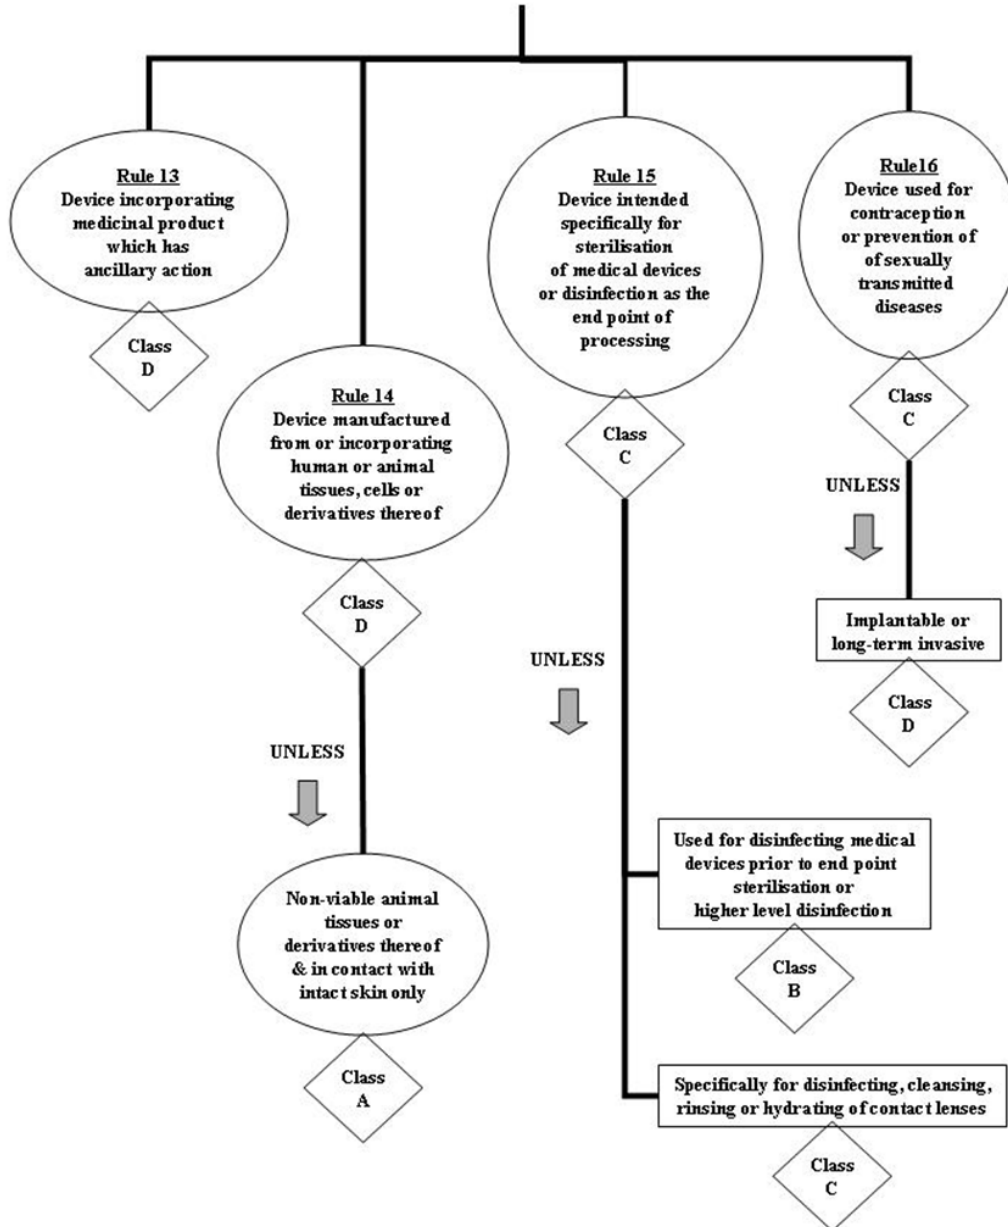 Rule 13
Device incorporating
medicinal product
which has
ancillary action
Class
D
Rule 14
Device manufactured
from or incorporating
human or animal
tissues, cells or
derivatives thereof
Class
D
UNLESS
Non-viable animal
tissues or
derivatives thereof
& in contact with
intact skin only
Class
A
Rule 15
Device intended
specifically for
sterilisation
of medical devices
or disinfection as the
end point of
processing
Class
C
UNLESS
Used for disinfecting medical
devices prior to end point
sterilisation or
higher level disinfection
Class
B
Specifically for disinfecting, cleansing,
rinsing or hydrating of contact lenses
Class
C
Rule16
Device used for
contraception
or prevention of
of sexually
transmitted
diseases
Class
C
UNLESS
Implantable or
long-term invasive
Class
D